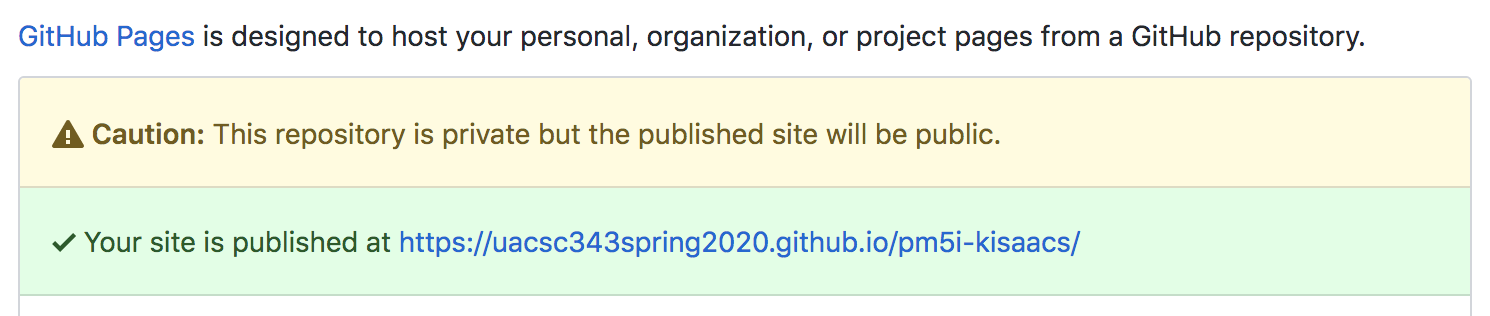 GitHub Pages is designed to host your personal, organization, or project pages from a GitHub repository.
Caution: This repository is private but the published site will be public.
Your site is published at https://uacsc343spring2020.github.io/pm5i-kisaacs/